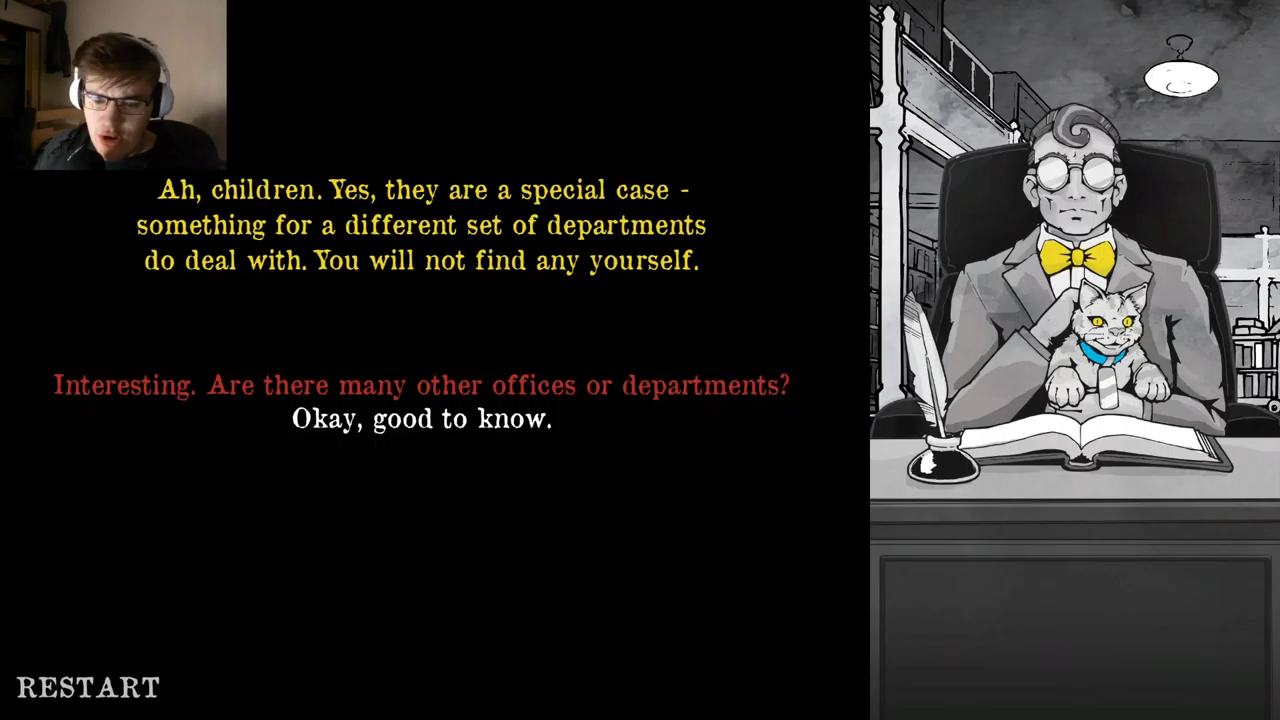 Ah, children. Yes, they are a special case -
something for a different set of departments
do deal with. You will not find any yourself.
Interesting. Are there many other offices or departments?
Okay, good to know.
RESTART